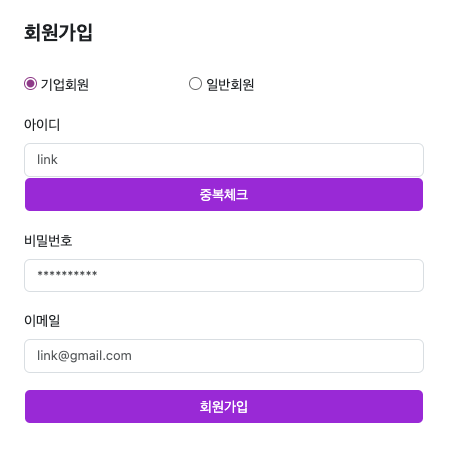 회원가입
기업회원 일반회원
아이디
link
중복체크
비밀번호
**********
이메일
link@gmail.com
회원가입